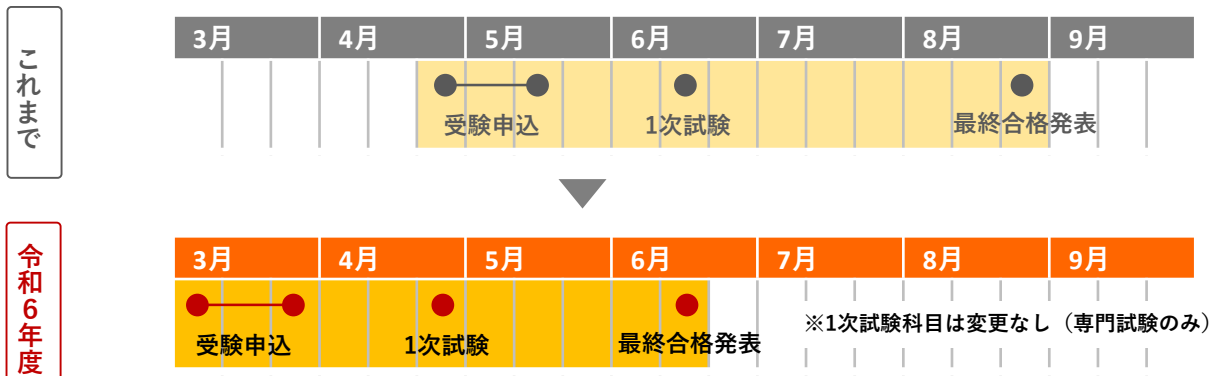 これまで
3月 4月 5月 6月 7月 8月 9月
受験申込 1次試験 最終合格発表
令和6年度
3月 4月 5月 6月 7月 8月 9月
※1次試験科目は変更なし（専門試験のみ）
受験申込 1次試験 最終合格発表